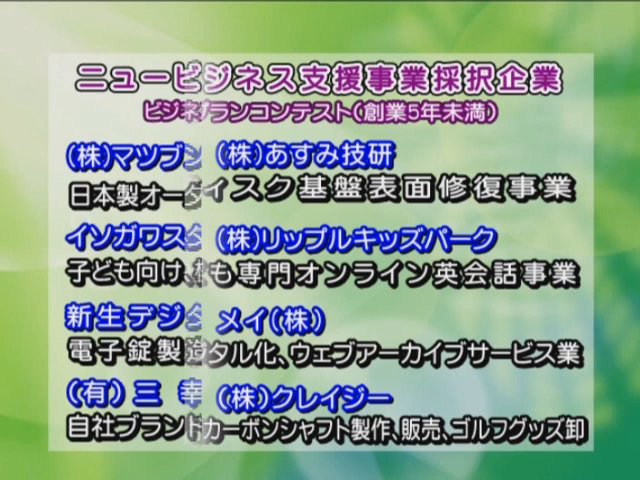 ニュービジネス支援事業採択企業
ビジネスプランコンテスト(創業5年未満)
(株)マツブン (株)あすみ技研
日本製オーダ イスク基盤表面修復事業
イソガワスタ (株)リップルキッズパーク
子ども向け、も専門オンライン英会話事業
新生デジタ メイ(株)
電子錠製造 タル化、ウェブアーカイブサービス業
(有)三幸 (株)クレイジー
自社ブランド カーボンシャフト製作、販売、ゴルフグッズ卸